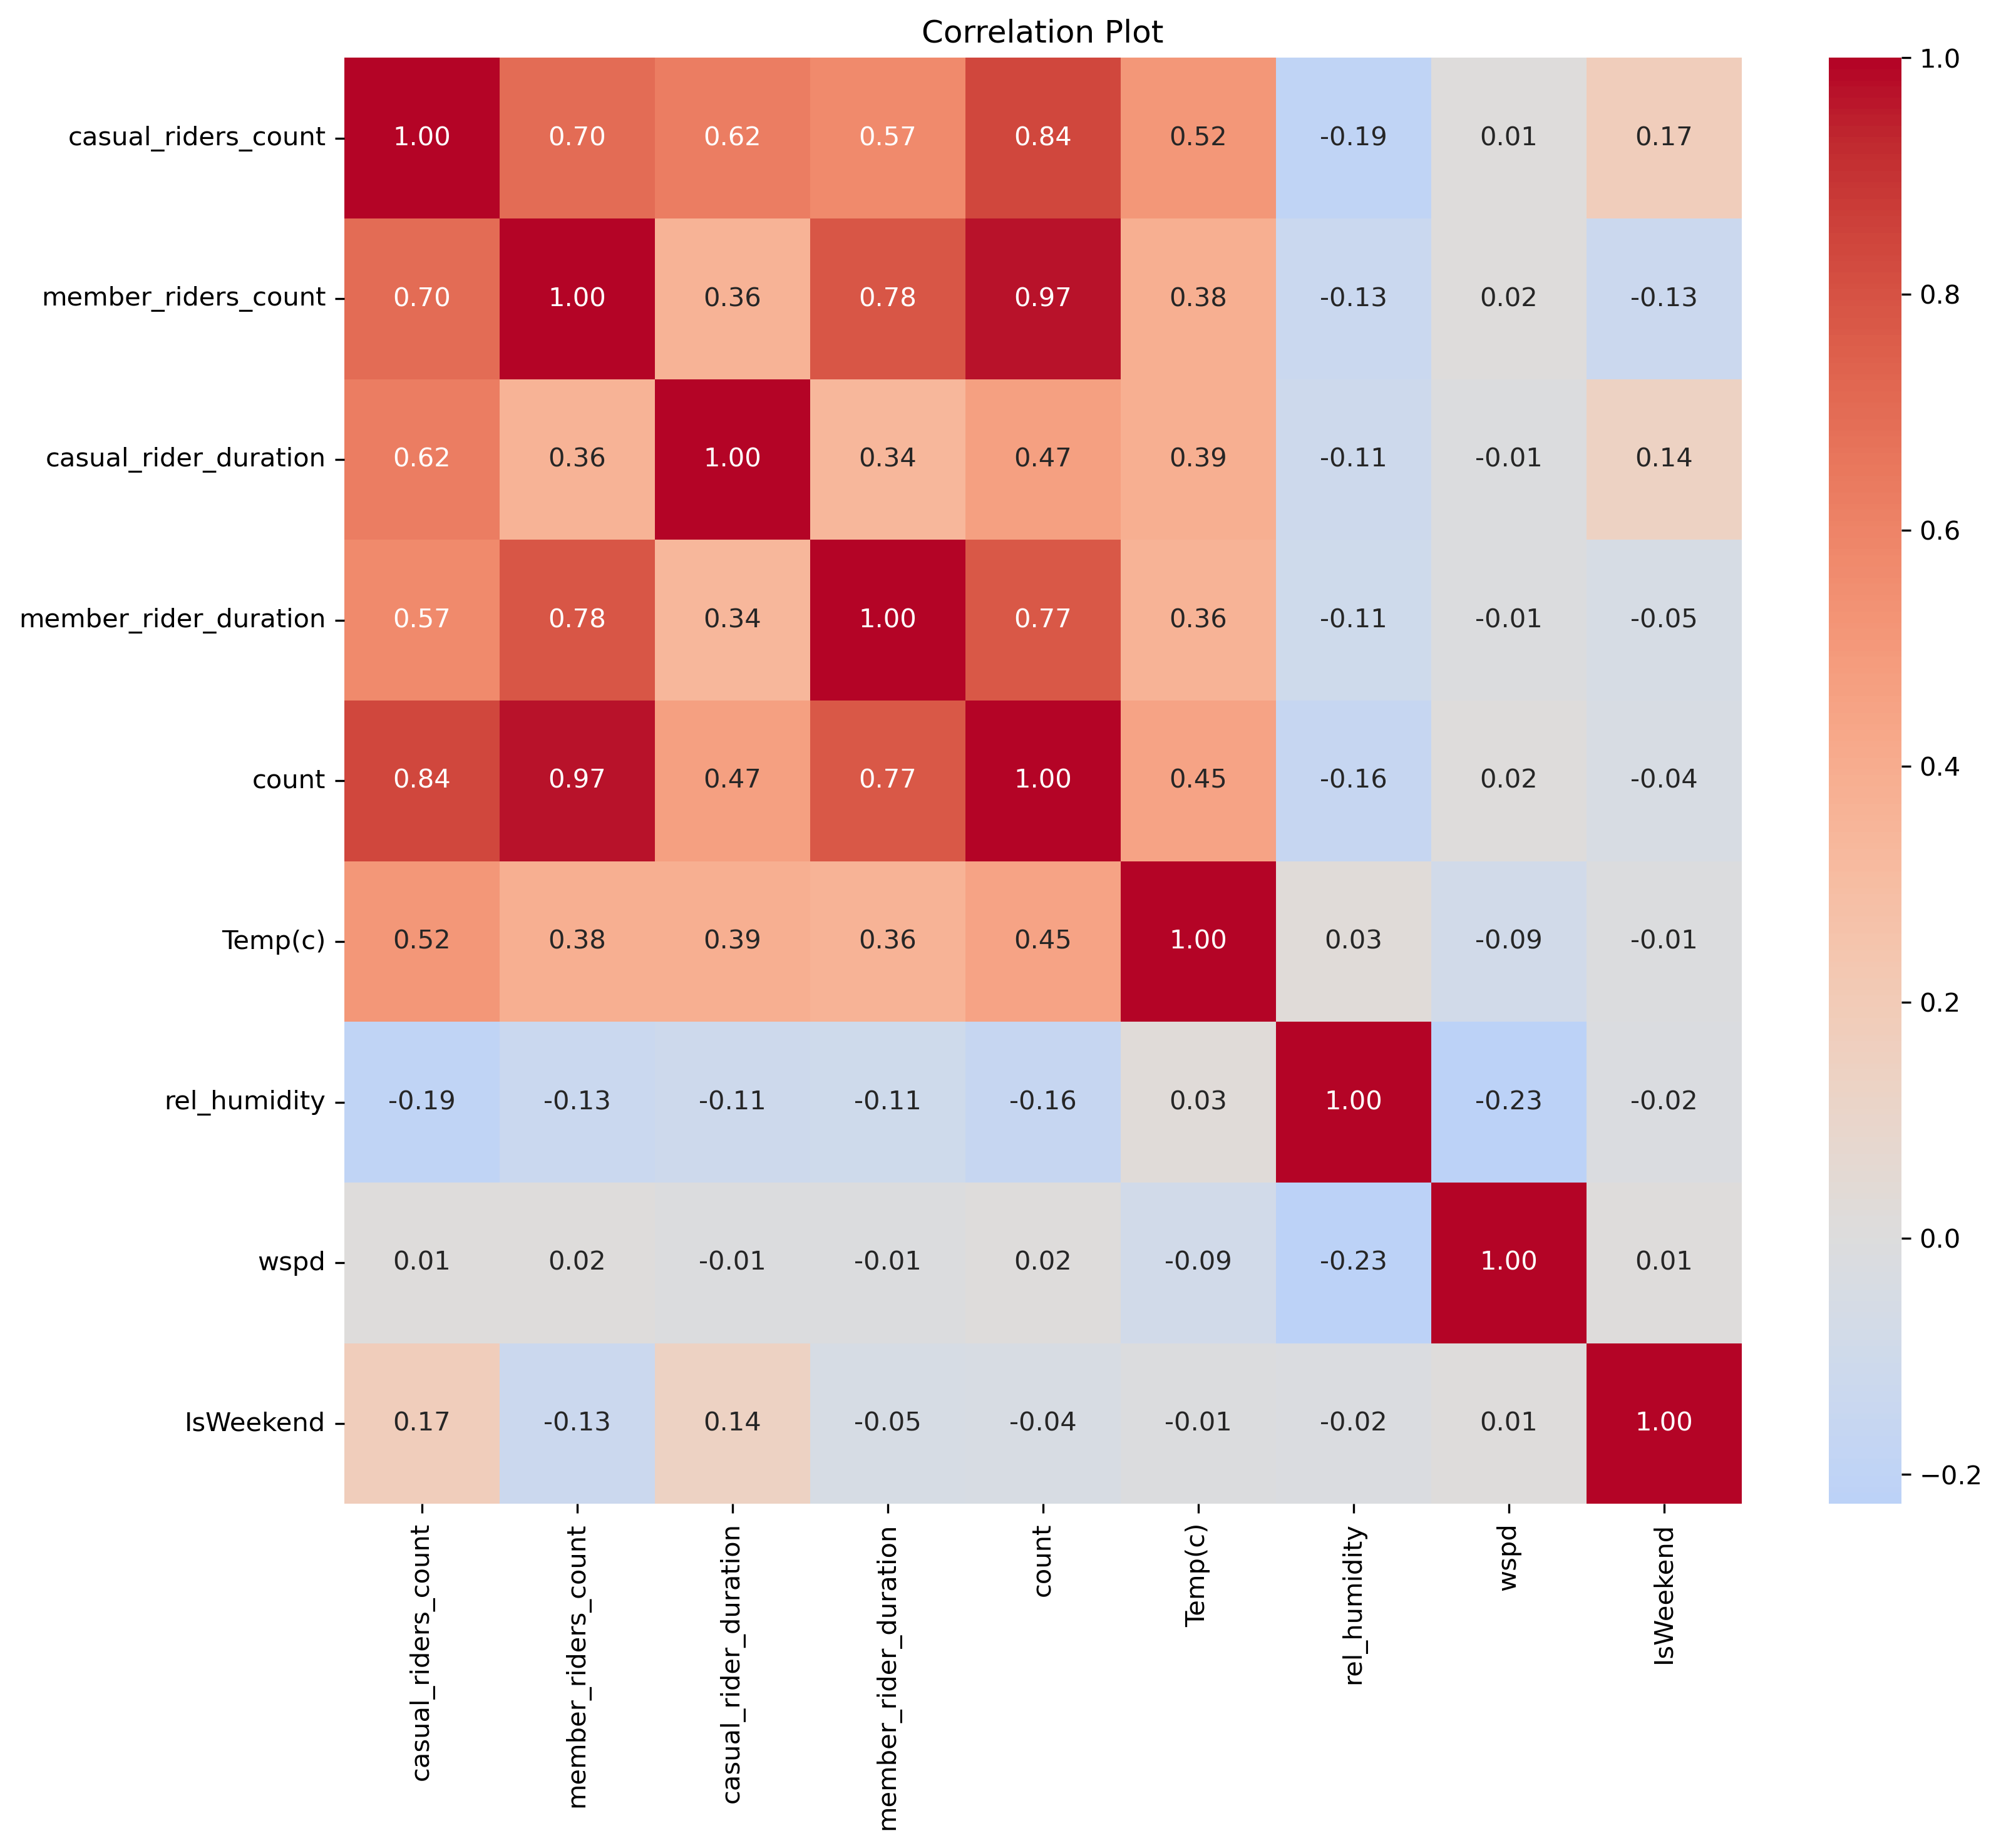 Correlation Plot
casual_riders_count 1.00 0.70 0.62 0.57 0.84 0.52 -0.19 0.01 0.17
member_riders_count 0.70 1.00 0.36 0.78 0.97 0.38 -0.13 0.02 -0.13
casual_rider_duration 0.62 0.36 1.00 0.34 0.47 0.39 -0.11 -0.01 0.14
member_rider_duration 0.57 0.78 0.34 1.00 0.77 0.36 -0.11 -0.01 -0.05
count 0.84 0.97 0.47 0.77 1.00 0.45 -0.16 0.02 -0.04
Temp(c) 0.52 0.38 0.39 0.36 0.45 1.00 0.03 -0.09 -0.01
rel_humidity -0.19 -0.13 -0.11 -0.11 -0.16 0.03 1.00 -0.23 -0.02
wspd 0.01 0.02 -0.01 -0.01 0.02 -0.09 -0.23 1.00 0.01
IsWeekend 0.17 -0.13 0.14 -0.05 -0.04 -0.01 -0.02 0.01 1.00
casual_riders_count
member_riders_count
casual_rider_duration
member_rider_duration
count
Temp(c)
rel_humidity
wspd
IsWeekend
1.0
0.8
0.6
0.4
0.2
0.0
−0.2